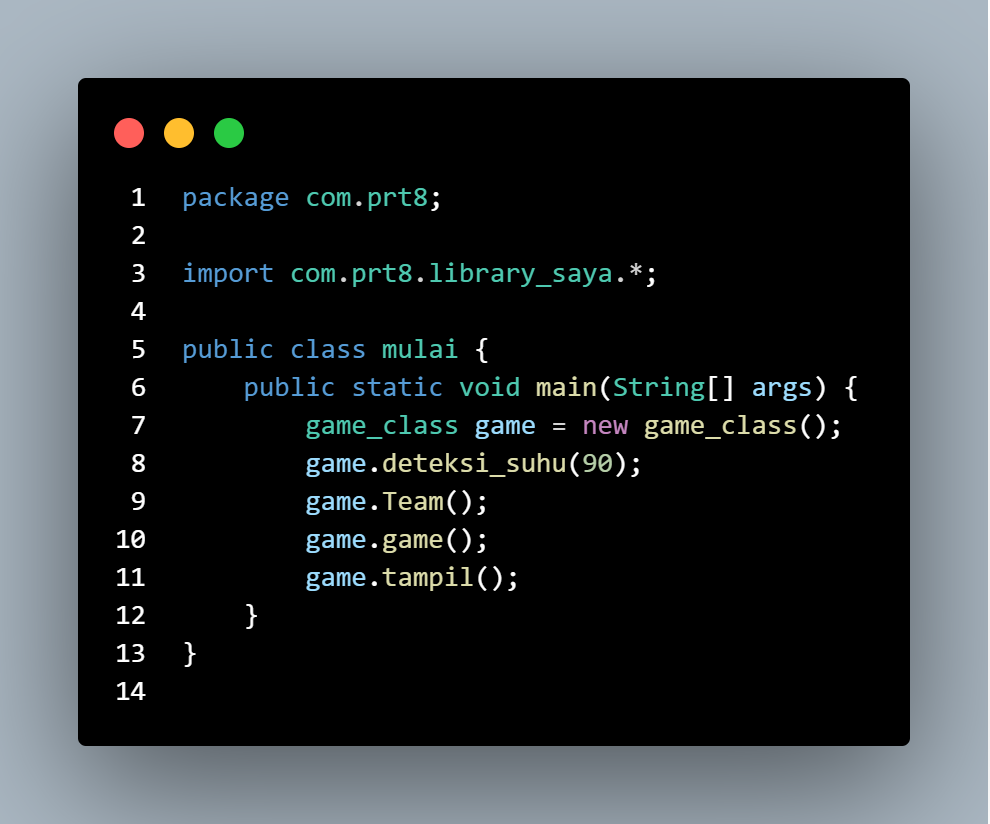 1 package com.prt8;
2
3 import com.prt8.library_saya.*;
4
5 public class mulai {
6     public static void main(String[] args) {
7         game_class game = new game_class();
8         game.deteksi_suhu(90);
9         game.Team();
10         game.game();
11         game.tampil();
12     }
13 }
14